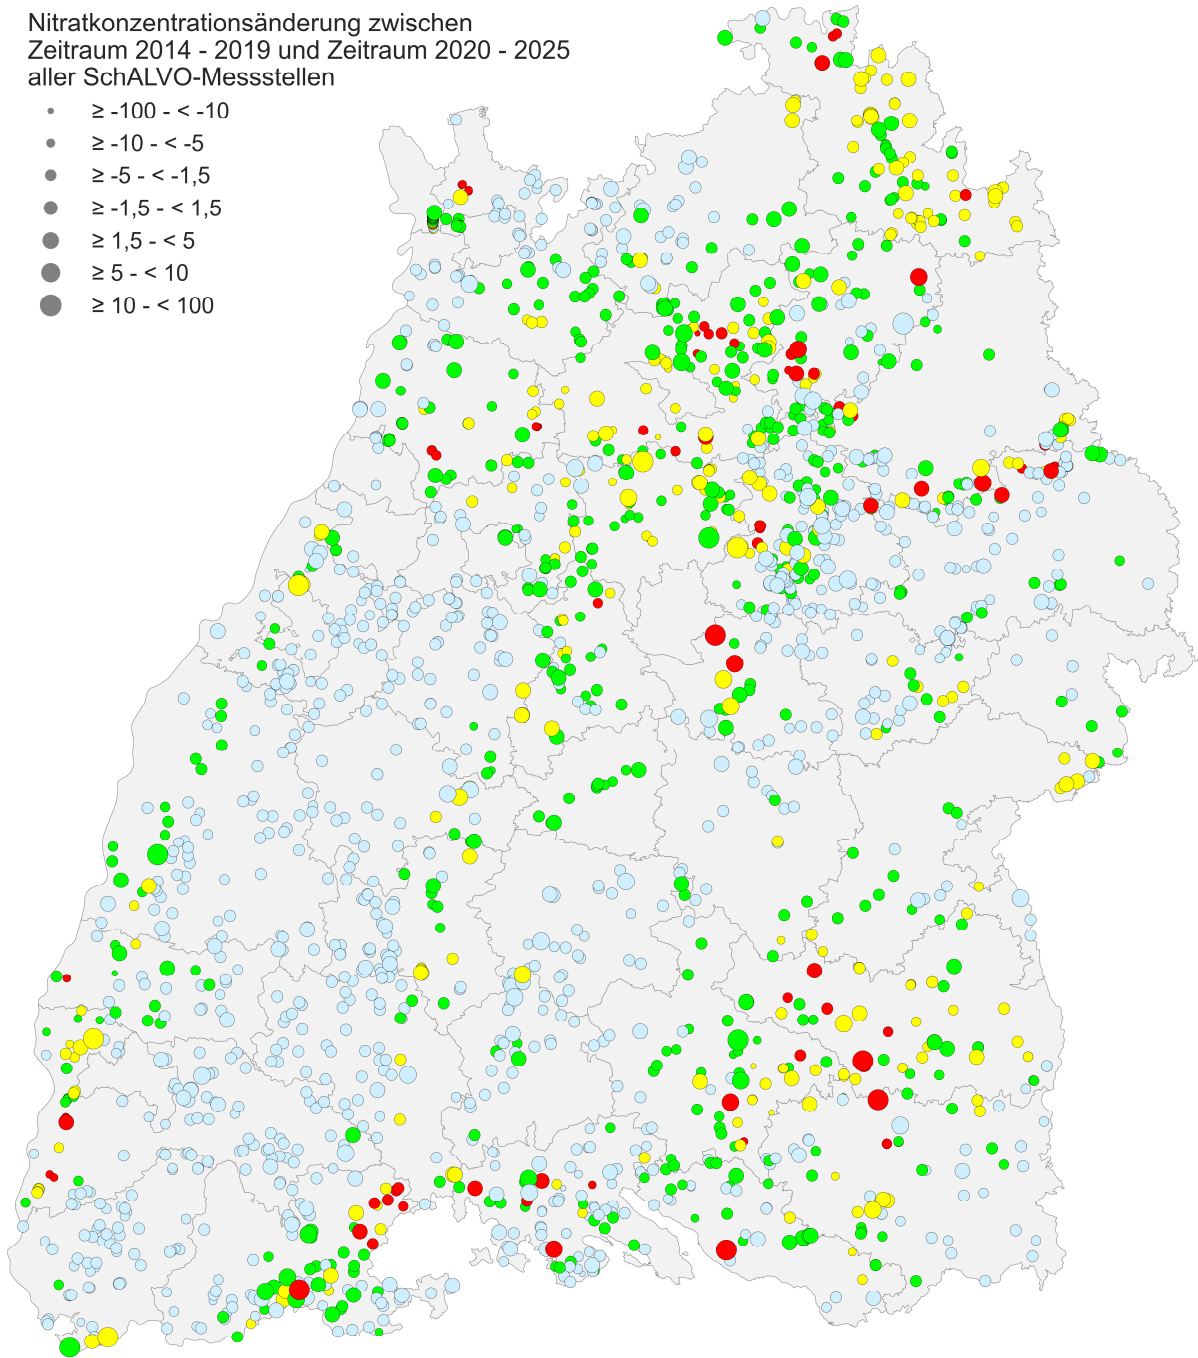 Nitratkonzentrationsänderung zwischen
Zeitraum 2014 - 2019 und Zeitraum 2020 - 2025
aller SchALVO-Messstellen
≥ -100 - < -10
≥ -10 - < -5
≥ -5 - < -1,5
≥ -1,5 - < 1,5
≥ 1,5 - < 5
≥ 5 - < 10
≥ 10 - < 100